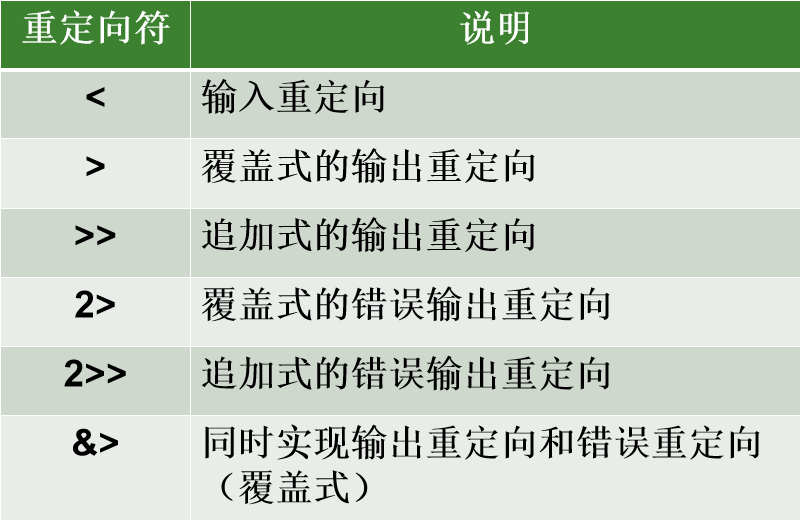 重定向符 说明
< 输入重定向
> 覆盖式的输出重定向
>> 追加式的输出重定向
2> 覆盖式的错误输出重定向
2>> 追加式的错误输出重定向
&> 同时实现输出重定向和错误重定向
（覆盖式）